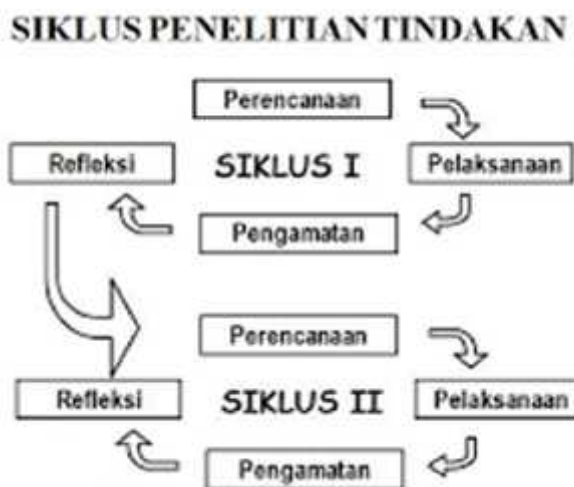 SIKLUS PENELITIAN TINDAKAN
Perencanaan
Refleksi
SIKLUS I
Pelaksanaan
Pengamatan
Perencanaan
Refleksi
SIKLUS II
Pelaksanaan
Pengamatan